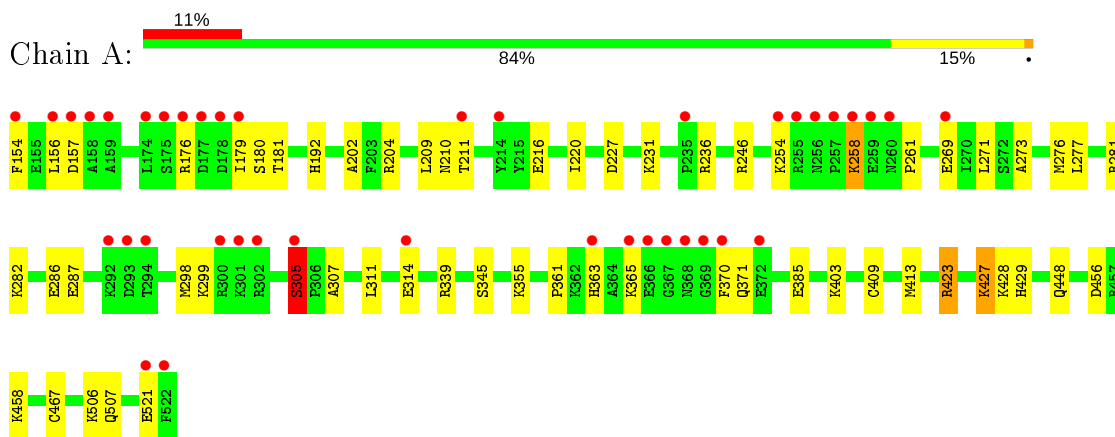 11%
Chain A:
84%
15%
•
F154 E155 L156 D157 A158 A159 L174 S175 R176 D177 D178 I179 S180 T181 H192 A202 F203 R204 L209 N210 T211 Y214 Y215 E216 I220 D227 K231 P235 R236 R246 K254 R255 N256 P257 K258 E259 N260 P261 E269 I270 L271 S272 A273 M276 L277 R281
K282 E286 E287 K292 D293 T294 M298 K299 R300 K301 R302 S305 P306 A307 L311 E314 R339 S345 K355 P361 K362 H363 A364 K365 E366 G367 N368 G369 F370 Q371 E372 E385 K403 C409 M413 R423 K427 K428 H429 Q448 D456 R457
K458 C467 K506 Q507 E521 F522